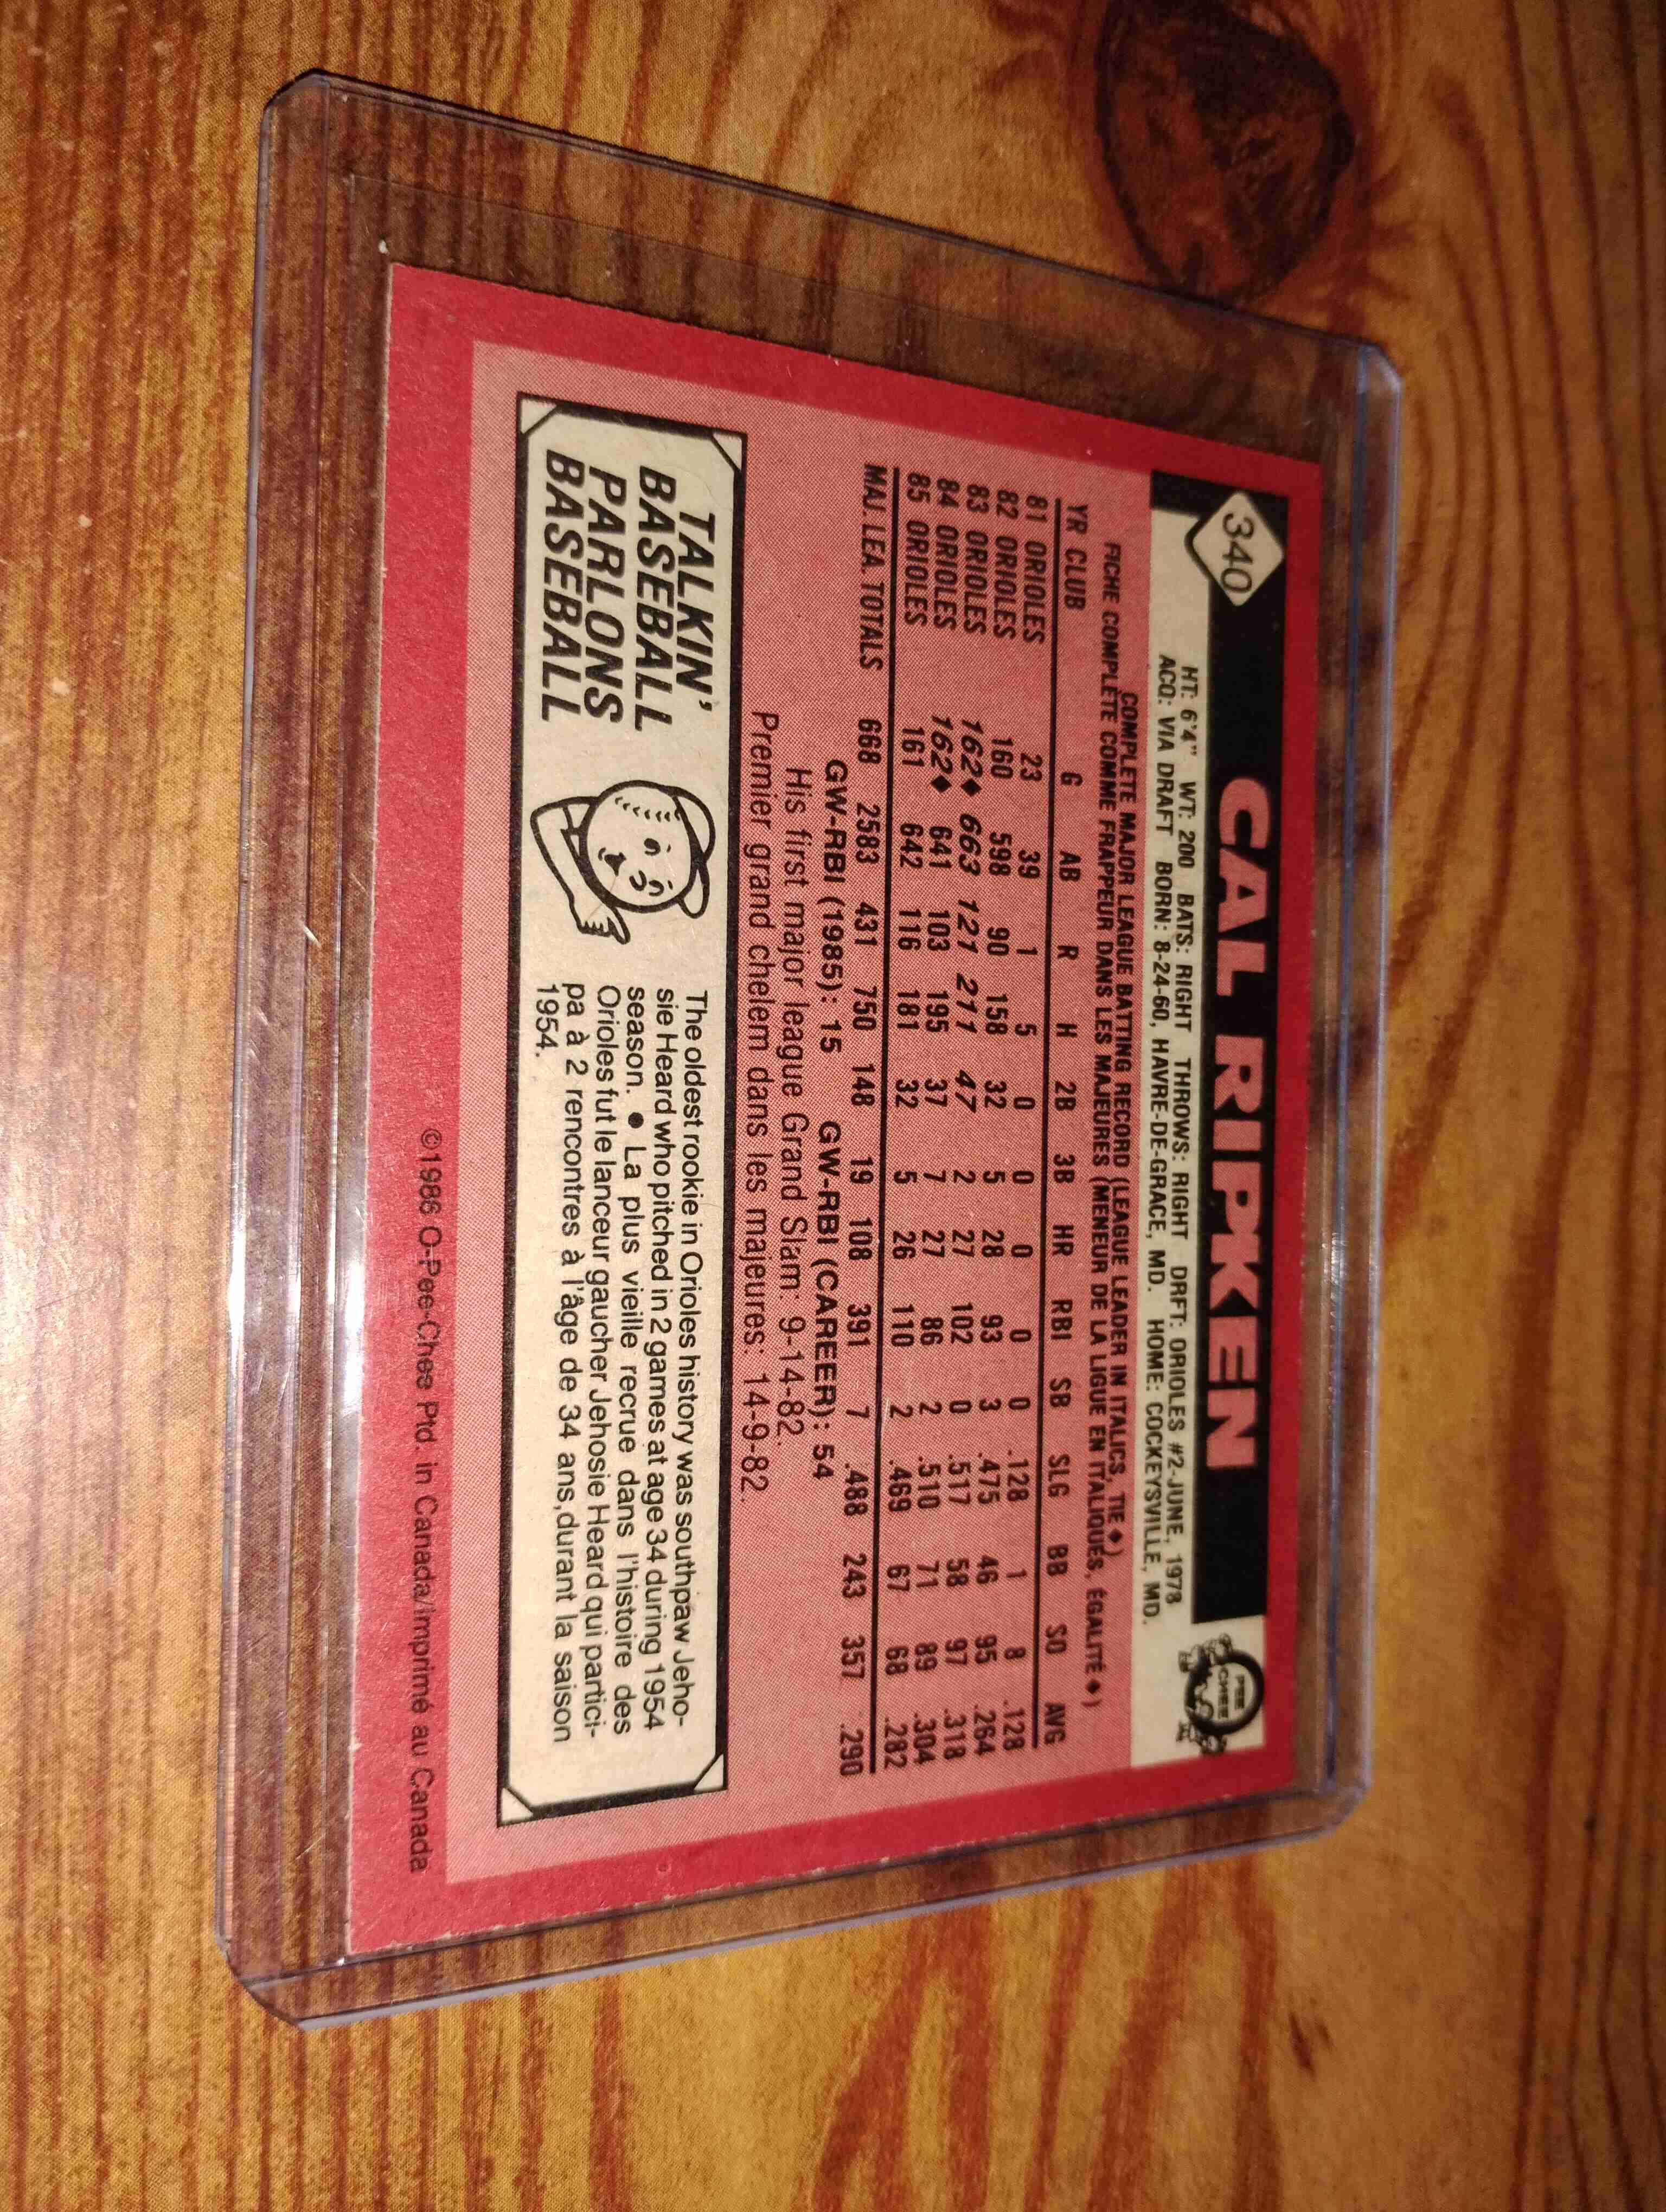 340
CAL RIPKEN
PEE
CHEE
HT: 6'4" WT: 200 BATS: RIGHT THROWS: RIGHT DRFT: ORIOLES #2-JUNE, 1978
ACQ: VIA DRAFT BORN: 8-24-60, HAVRE-DE-GRACE, MD. HOME: COCKEYSVILLE, MD.
COMPLETE MAJOR LEAGUE BATTING RECORD (LEAGUE LEADER IN ITALICS, TIE ♦)
FICHE COMPLÈTE COMME FRAPPEUR DANS LES MAJEURES (MENEUR DE LA LIGUE EN ITALIQUES, ÉGALITÉ ♦)
YR CLUB G AB R H 2B 3B HR RBI SB SLG BB SO AVG
81 ORIOLES 23 39 1 5 0 0 0 0 0 .128 1 8 .128
82 ORIOLES 160 598 90 158 32 5 28 93 3 .475 46 95 .264
83 ORIOLES 162♦ 663 121 211 47 2 27 102 0 .517 58 97 .318
84 ORIOLES 162♦ 641 103 195 37 7 27 86 2 .510 71 89 .304
85 ORIOLES 161 642 116 181 32 5 26 110 2 .469 67 68 .282
MAJ. LEA. TOTALS 668 2583 431 750 148 19 108 391 7 .488 243 357 .290
GW-RBI (1985): 15 GW-RBI (CAREER): 54
His first major league Grand Slam: 9-14-82.
Premier grand chelem dans les majeures: 14-9-82.
TALKIN'
BASEBALL
PARLONS
BASEBALL
The oldest rookie in Orioles history was southpaw Jeho-
sie Heard who pitched in 2 games at age 34 during 1954
season. ● La plus vieille recrue dans l'histoire des
Orioles fut le lanceur gaucher Jehosie Heard qui partici-
pa à 2 rencontres à l'âge de 34 ans, durant la saison
1954.
©1986 O-Pee-Chee Ptd. in Canada/Imprimé au Canada